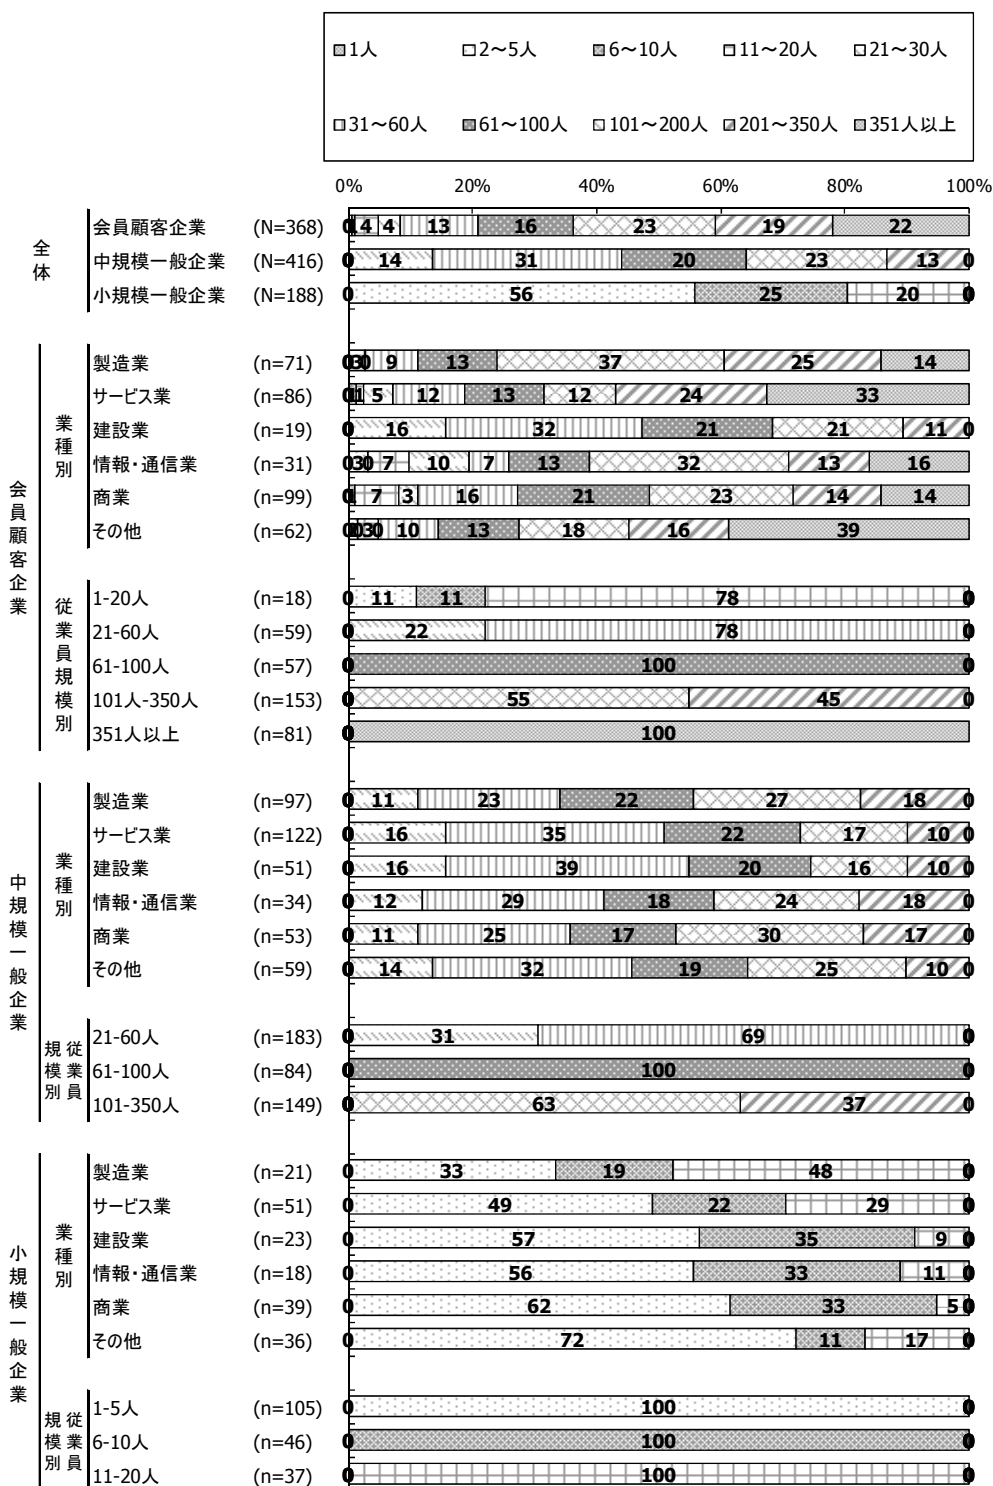 1人 2～5人 6～10人 11～20人 21～30人
31～60人 61～100人 101～200人 201～350人 351人以上
0% 20% 40% 60% 80% 100%
全体
会員顧客企業 (N=368) 4 4 13 16 23 19 22
中規模一般企業 (N=416) 0 14 31 20 23 13 0
小規模一般企業 (N=188) 0 56 25 20 0
会員顧客企業
業種別
製造業 (n=71) 0 3 0 9 13 37 25 14
サービス業 (n=86) 0 1 5 12 13 12 24 33
建設業 (n=19) 0 16 32 21 21 11 0
情報・通信業 (n=31) 0 3 0 7 10 7 13 32 13 16
商業 (n=99) 0 1 7 3 16 21 23 14 14
その他 (n=62) 0 3 0 10 13 18 16 39
従業員規模別
1-20人 (n=18) 0 11 11 78 0
21-60人 (n=59) 0 22 78 0
61-100人 (n=57) 0 100 0
101人-350人 (n=153) 0 55 45 0
351人以上 (n=81) 0 100
中規模一般企業
業種別
製造業 (n=97) 0 11 23 22 27 18 0
サービス業 (n=122) 0 16 35 22 17 10 0
建設業 (n=51) 0 16 39 20 16 10 0
情報・通信業 (n=34) 0 12 29 18 24 18 0
商業 (n=53) 0 11 25 17 30 17 0
その他 (n=59) 0 14 32 19 25 10 0
従業員規模別
21-60人 (n=183) 0 31 69 0
61-100人 (n=84) 0 100 0
101-350人 (n=149) 0 63 37 0
小規模一般企業
業種別
製造業 (n=21) 0 33 19 48 0
サービス業 (n=51) 0 49 22 29 0
建設業 (n=23) 0 57 35 9 0
情報・通信業 (n=18) 0 56 33 11 0
商業 (n=39) 0 62 33 5 0
その他 (n=36) 0 72 11 17 0
従業員規模別
1-5人 (n=105) 0 100 0
6-10人 (n=46) 0 100 0
11-20人 (n=37) 0 100 0